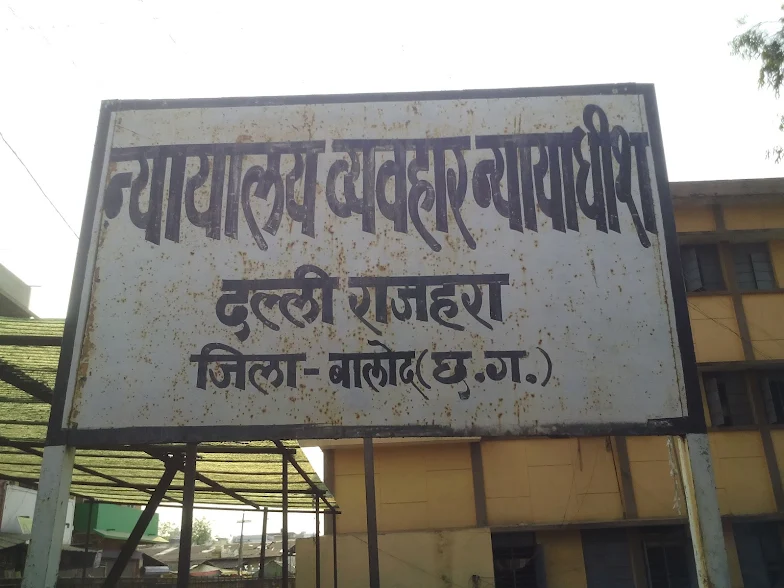 न्यायालय व्यवहार न्यायाधीश
दल्ली राजहरा
जिला - बालोद (छ.ग.)